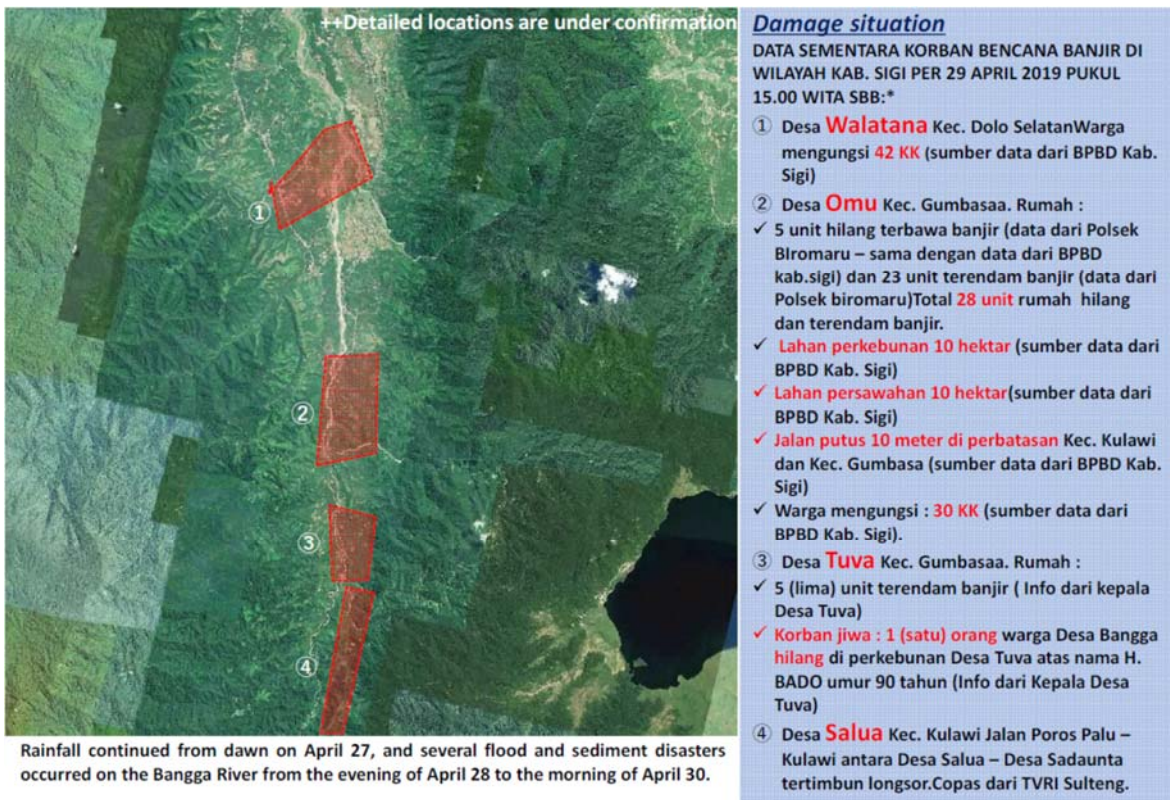 ++Detailed locations are under confirmation
①
②
③
④
Rainfall continued from dawn on April 27, and several flood and sediment disasters
occurred on the Bangga River from the evening of April 28 to the morning of April 30.
Damage situation
DATA SEMENTARA KORBAN BENCANA BANJIR DI
WILAYAH KAB. SIGI PER 29 APRIL 2019 PUKUL
15.00 WITA SBB:*
① Desa Walatana Kec. Dolo SelatanWarga
mengungsi 42 KK (sumber data dari BPBD Kab.
Sigi)
② Desa Omu Kec. Gumbasaa. Rumah :
✓ 5 unit hilang terbawa banjir (data dari Polsek
BIromaru – sama dengan data dari BPBD
kab.sigi) dan 23 unit terendam banjir (data dari
Polsek biromaru)Total 28 unit rumah hilang
dan terendam banjir.
✓ Lahan perkebunan 10 hektar (sumber data dari
BPBD Kab. Sigi)
✓ Lahan persawahan 10 hektar(sumber data dari
BPBD Kab. Sigi)
✓ Jalan putus 10 meter di perbatasan Kec. Kulawi
dan Kec. Gumbasa (sumber data dari BPBD Kab.
Sigi)
✓ Warga mengungsi : 30 KK (sumber data dari
BPBD Kab. Sigi).
③ Desa Tuva Kec. Gumbasaa. Rumah :
✓ 5 (lima) unit terendam banjir ( Info dari kepala
Desa Tuva)
✓ Korban jiwa : 1 (satu) orang warga Desa Bangga
hilang di perkebunan Desa Tuva atas nama H.
BADO umur 90 tahun (Info dari Kepala Desa
Tuva)
④ Desa Salua Kec. Kulawi Jalan Poros Palu –
Kulawi antara Desa Salua – Desa Sadaunta
tertimbun longsor.Copas dari TVRI Sulteng.